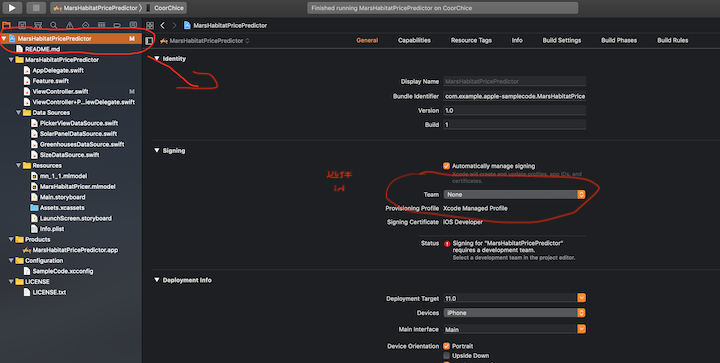 MarsHabitatPricePredictor
CoorChice
Finished running MarsHabitatPricePredictor on CoorChice
MarsHabitatPricePredictor
MarsHabitatPricePredictor M
README.md
MarsHabitatPricePredictor
AppDelegate.swift
Feature.swift
ViewController.swift M
ViewController+P...iewDelegate.swift
Data Sources
PickerViewDataSource.swift
SolarPanelDataSource.swift
GreenhousesDataSource.swift
SizeDataSource.swift
Resources
mn_1_1.mlmodel
MarsHabitatPricer.mlmodel
Main.storyboard
Assets.xcassets
LaunchScreen.storyboard
Info.plist
Products
MarsHabitatPricePredictor.app
Configuration
SampleCode.xcconfig
LICENSE
LICENSE.txt
MarsHabitatPricePredictor
General Capabilities Resource Tags Info Build Settings Build Phases Build Rules
Identity
Display Name MarsHabitatPricePredictor
Bundle Identifier com.example.apple-samplecode.MarsHabitatPrice
Version 1.0
Build 1
Signing
Automatically manage signing
Xcode will create and update profiles, app IDs, and
certificates.
Team None
Provisioning Profile Xcode Managed Profile
Signing Certificate iOS Developer
Status Signing for "MarsHabitatPricePredictor"
requires a development team.
Select a development team in the project editor.
Deployment Info
Deployment Target 11.0
Devices iPhone
Main Interface Main
Device Orientation Portrait
Upside Down